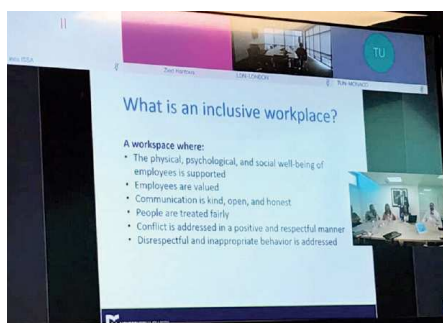 TU
LON-LONDON
TUN-MONACO
What is an inclusive workplace?
A workspace where:
• The physical, psychological, and social well-being of
employees is supported
• Employees are valued
• Communication is kind, open, and honest
• People are treated fairly
• Conflict is addressed in a positive and respectful manner
• Disrespectful and inappropriate behavior is addressed